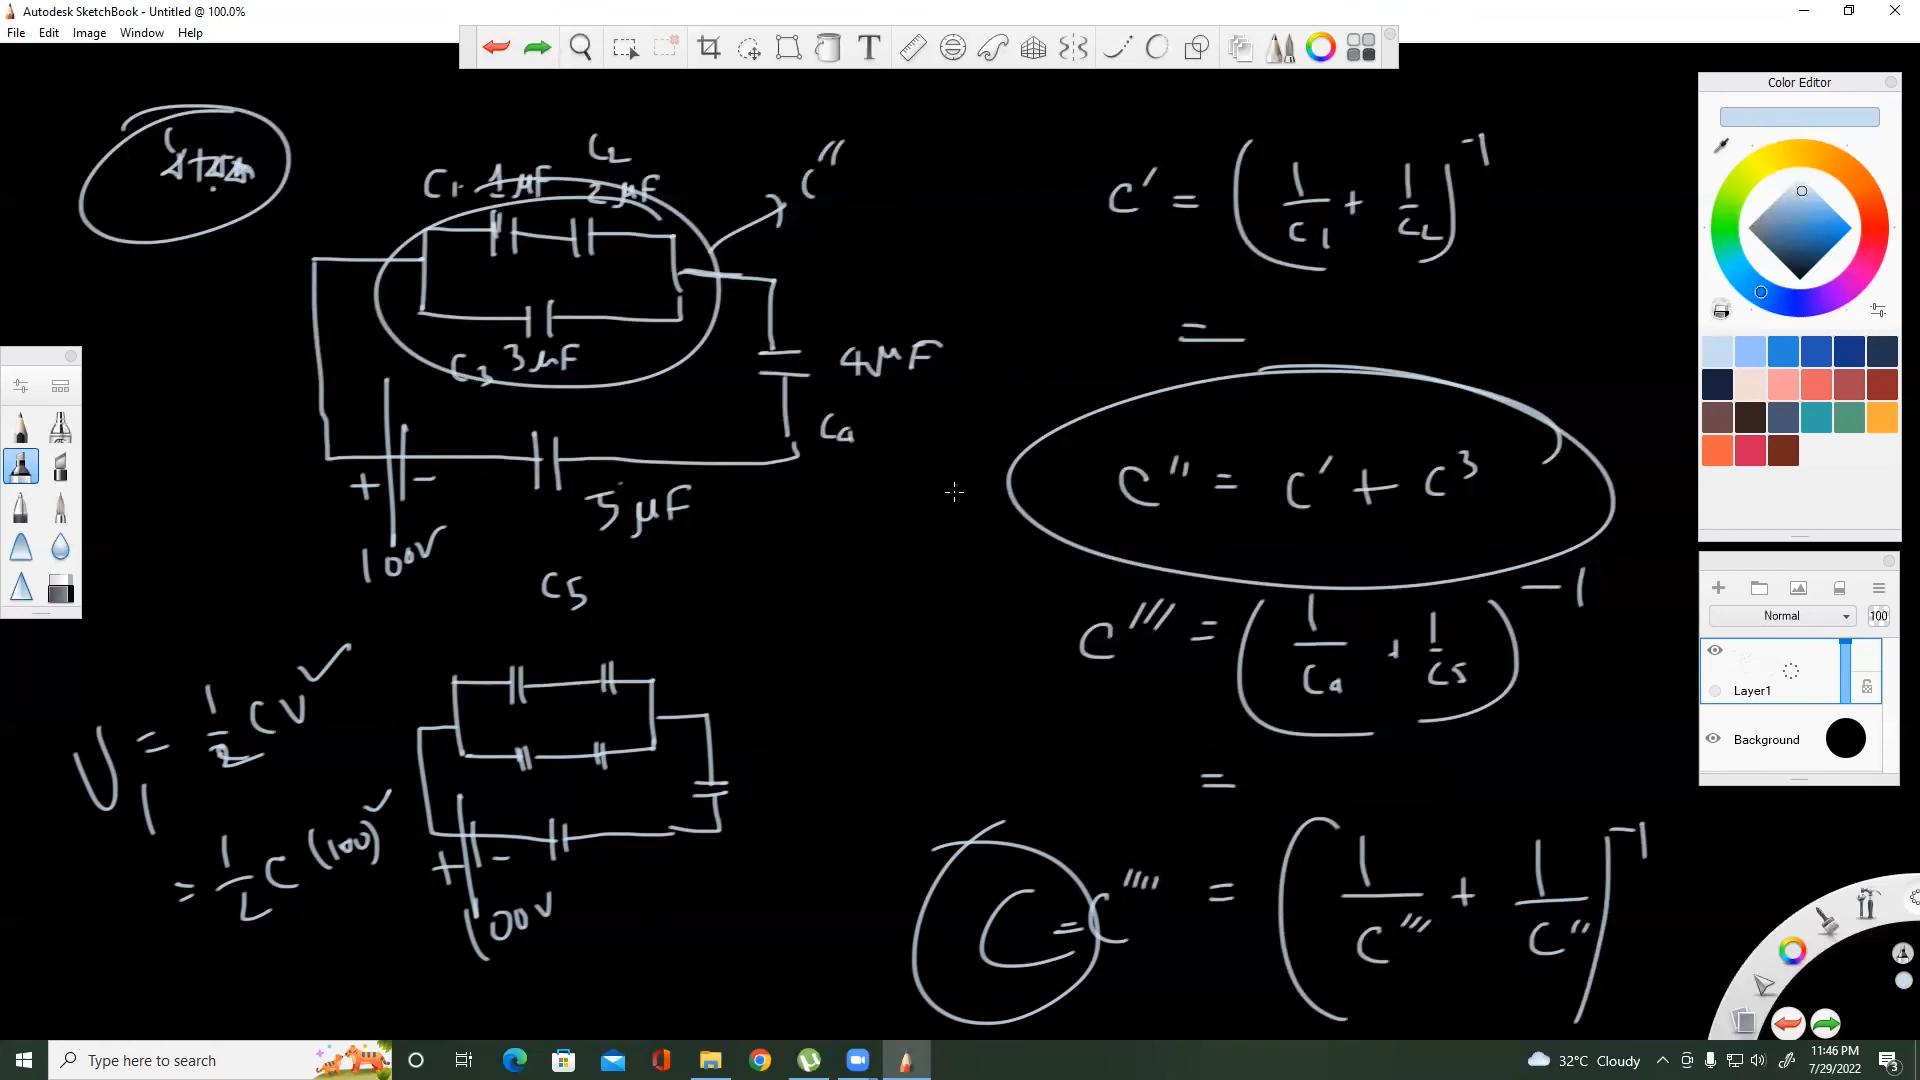 Autodesk SketchBook - Untitled @ 100.0%
File Edit Image Window Help
T
Color Editor
C1 1μF
C2
2μF
C''
C3 3μF
4μF
C4
+ -
100V
5μF
C5
U1 = 1/2 CV²
= 1/2 C (100)²
+ -
100V
C' = (1/C1 + 1/C2)-1
=
C'' = C' + C3
C''' = (1/C4 + 1/C5)-1
=
C = C'''' = (1/C''' + 1/C'')-1
Normal 100
Layer1
Background
Type here to search
32°C Cloudy
11:46 PM
7/29/2022
3